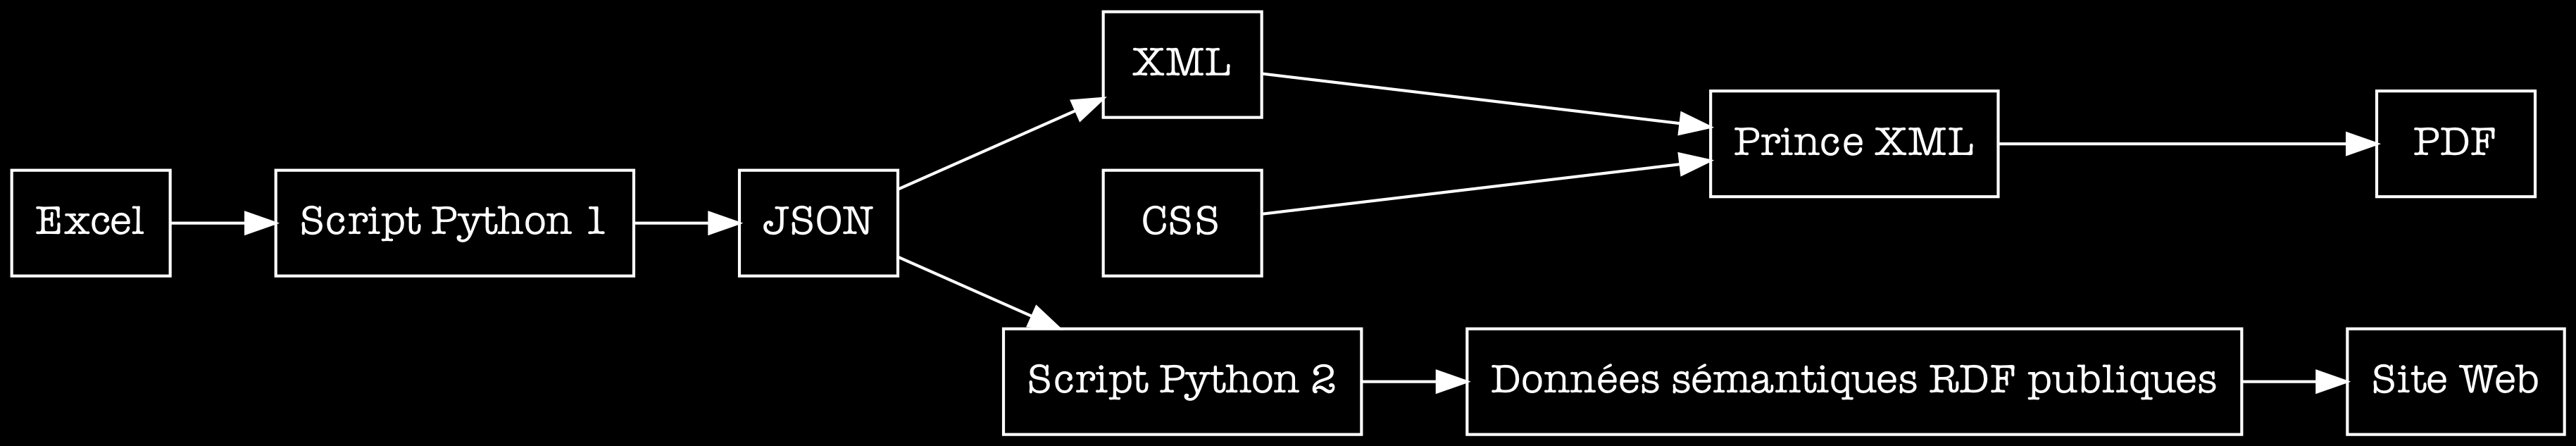 XML
Prince XML
PDF
Excel
Script Python 1
JSON
CSS
Script Python 2
Données sémantiques RDF publiques
Site Web